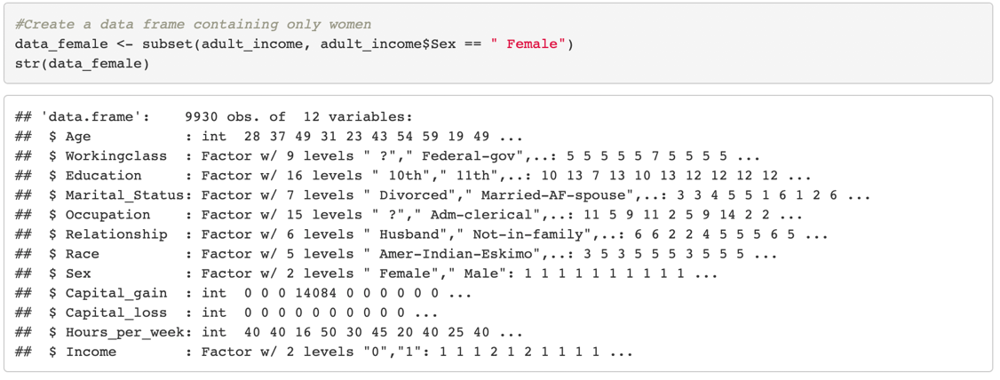 #Create a data frame containing only women
data_female <- subset(adult_income, adult_income$Sex == " Female")
str(data_female)
## 'data.frame':    9930 obs. of  12 variables:
##  $ Age           : int  28 37 49 31 23 43 54 59 19 49 ...
##  $ Workingclass  : Factor w/ 9 levels " ?"," Federal-gov",..: 5 5 5 5 5 7 5 5 5 5 ...
##  $ Education     : Factor w/ 16 levels " 10th"," 11th",..: 10 13 7 13 10 13 12 12 12 12 ...
##  $ Marital_Status: Factor w/ 7 levels " Divorced"," Married-AF-spouse",..: 3 3 4 5 5 1 6 1 2 6 ...
##  $ Occupation    : Factor w/ 15 levels " ?"," Adm-clerical",..: 11 5 9 11 2 5 9 14 2 2 ...
##  $ Relationship  : Factor w/ 6 levels " Husband"," Not-in-family",..: 6 6 2 2 4 5 5 5 6 5 ...
##  $ Race          : Factor w/ 5 levels " Amer-Indian-Eskimo",..: 3 5 3 5 5 5 3 5 5 5 ...
##  $ Sex           : Factor w/ 2 levels " Female"," Male": 1 1 1 1 1 1 1 1 1 1 ...
##  $ Capital_gain  : int  0 0 0 14084 0 0 0 0 0 0 ...
##  $ Capital_loss  : int  0 0 0 0 0 0 0 0 0 0 ...
##  $ Hours_per_week: int  40 40 16 50 30 45 20 40 25 40 ...
##  $ Income        : Factor w/ 2 levels "0","1": 1 1 1 2 1 2 1 1 1 1 ...